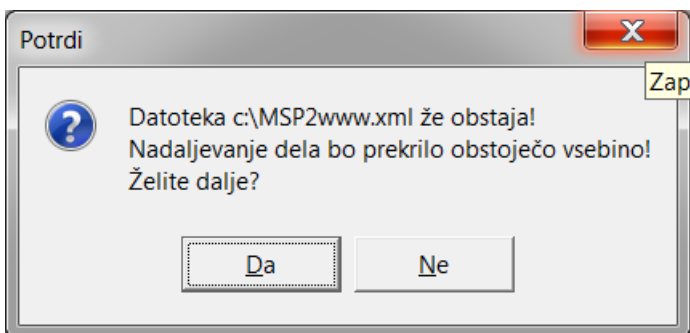 Potrdi
Zap
Datoteka c:\MSP2www.xml že obstaja!
Nadaljevanje dela bo prekrilo obstoječo vsebino!
Želite dalje?
Da
Ne